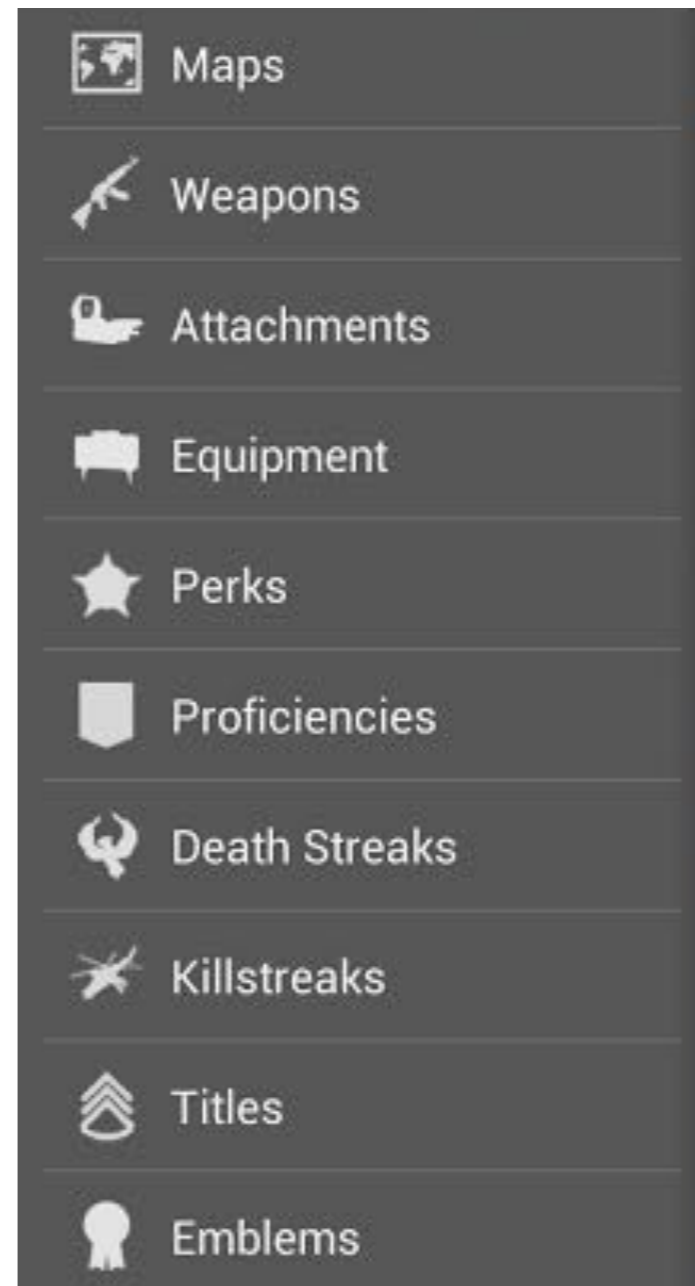 Maps
Weapons
Attachments
Equipment
Perks
Proficiencies
Death Streaks
Killstreaks
Titles
Emblems